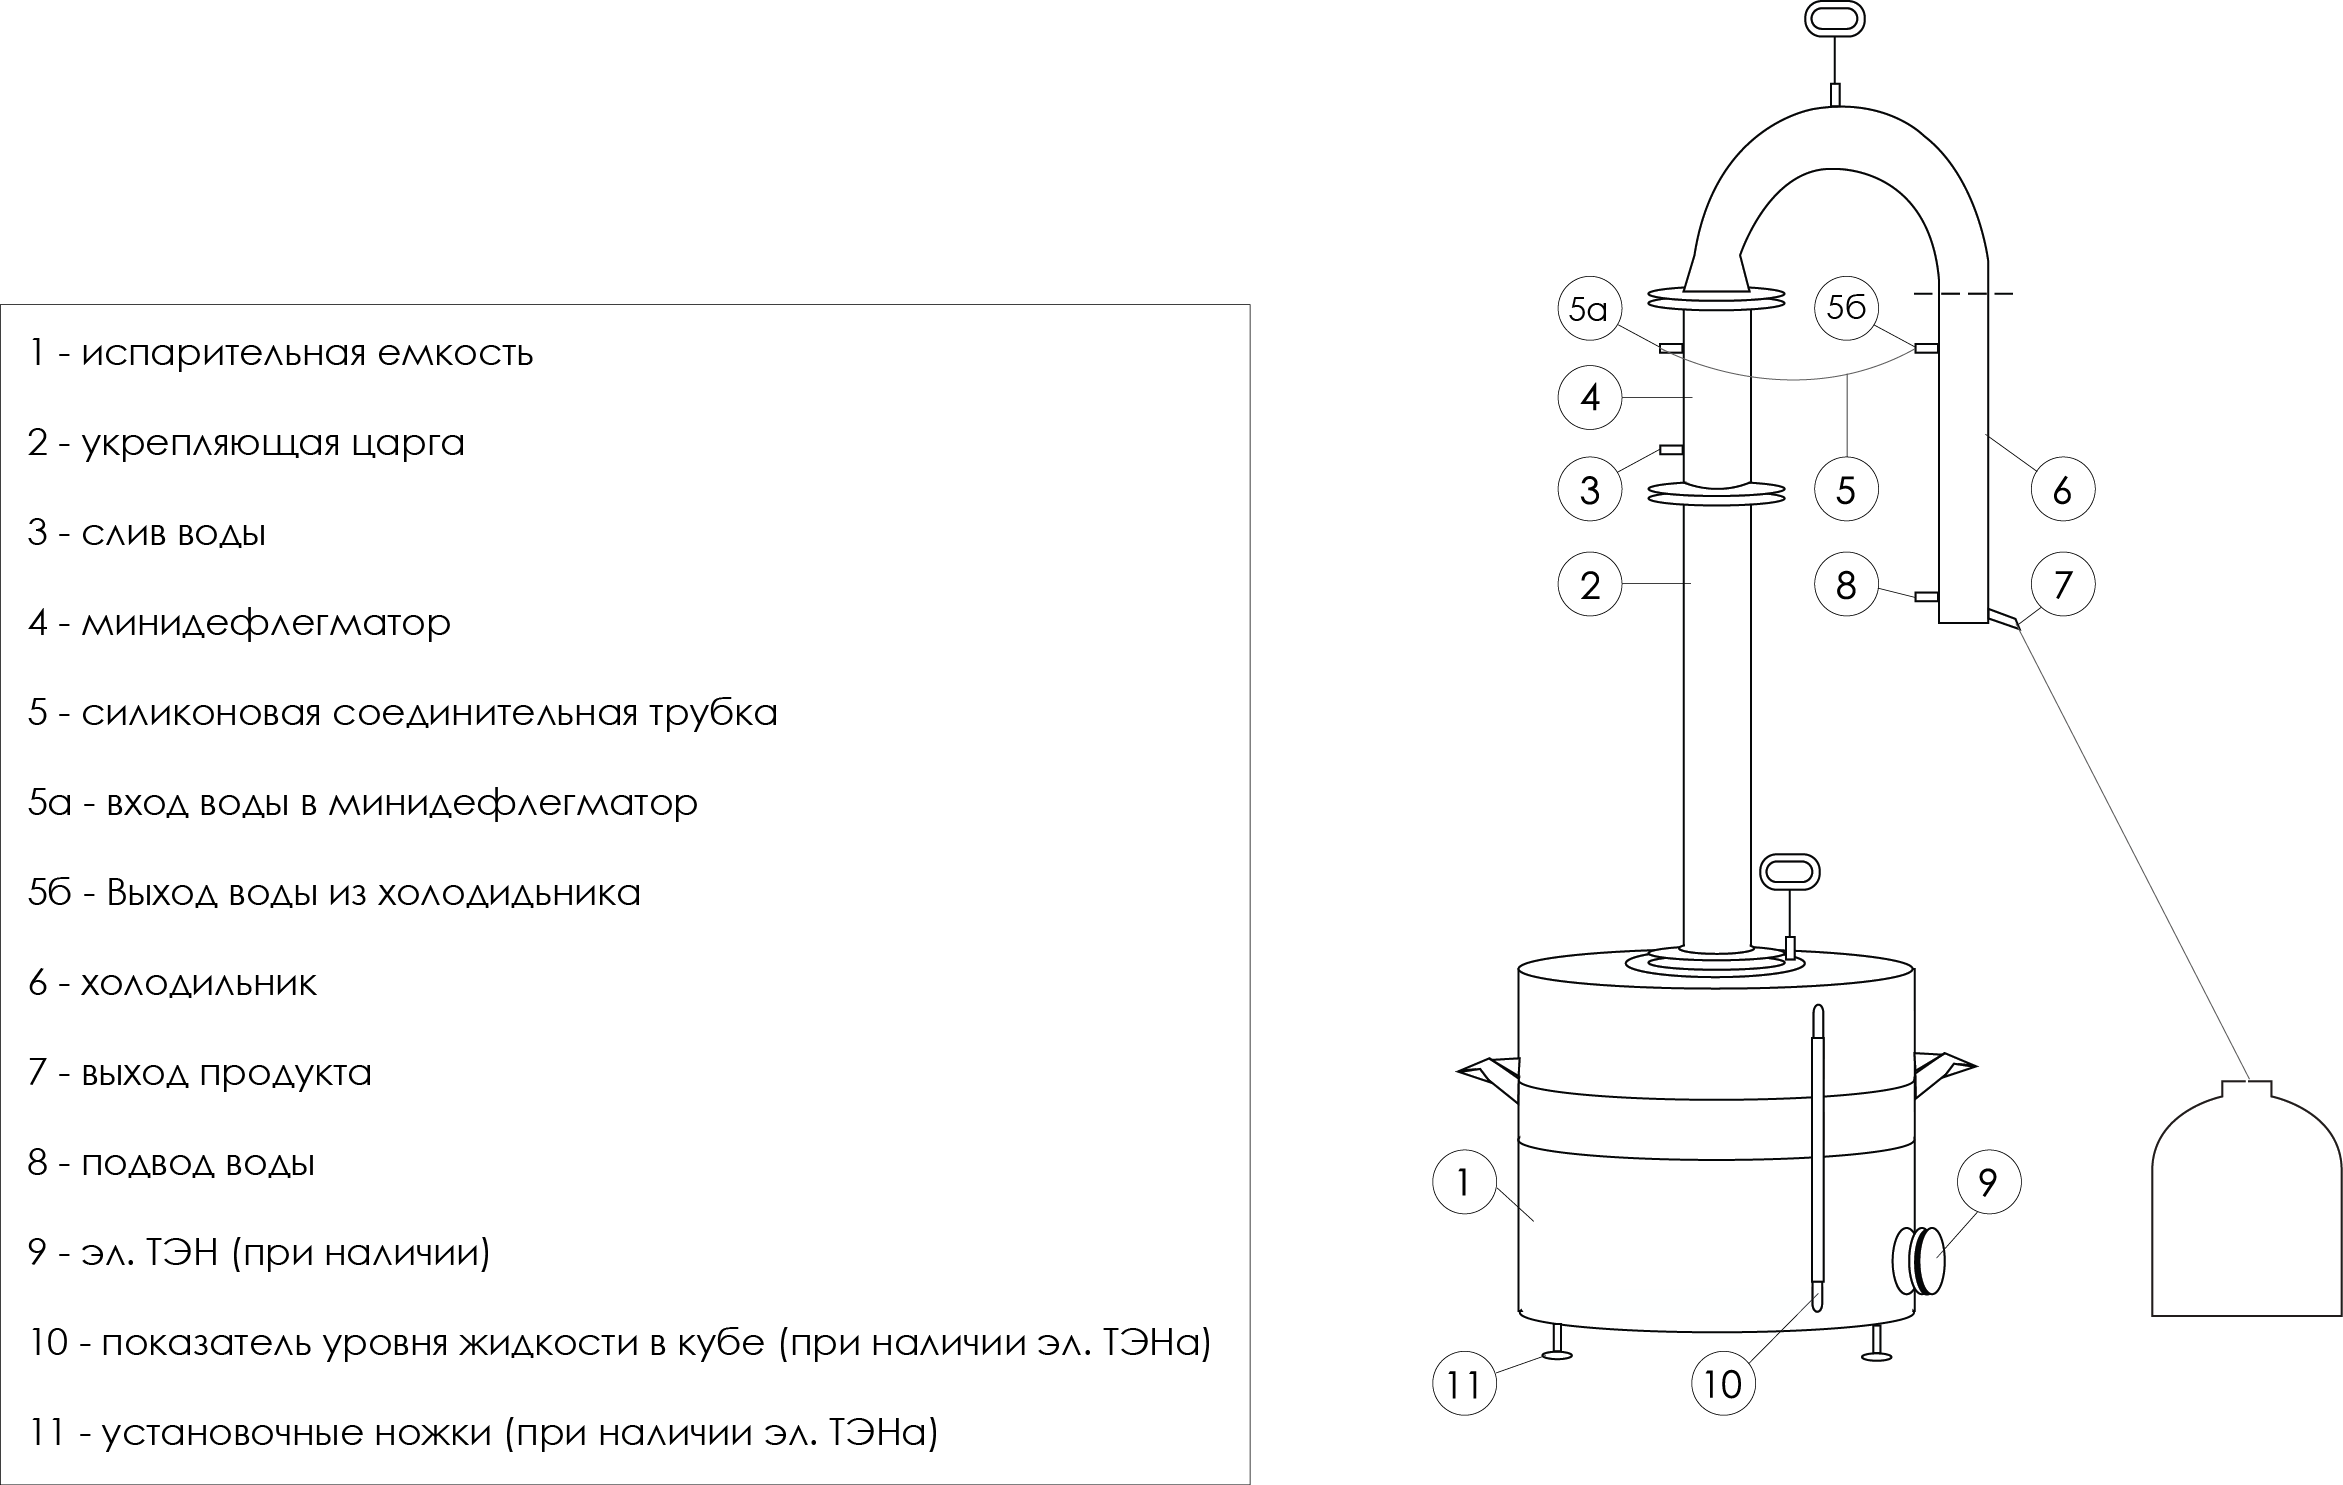 1 - испарительная емкость
2 - укрепляющая царга
3 - слив воды
4 - минидефлегматор
5 - силиконовая соединительная трубка
5а - вход воды в минидефлегматор
5б - Выход воды из холодидьника
6 - холодильник
7 - выход продукта
8 - подвод воды
9 - эл. ТЭН (при наличии)
10 - показатель уровня жидкости в кубе (при наличии эл. ТЭНа)
11 - установочные ножки (при наличии эл. ТЭНа)
5а
5б
4
3
5
6
2
8
7
1
9
11
10